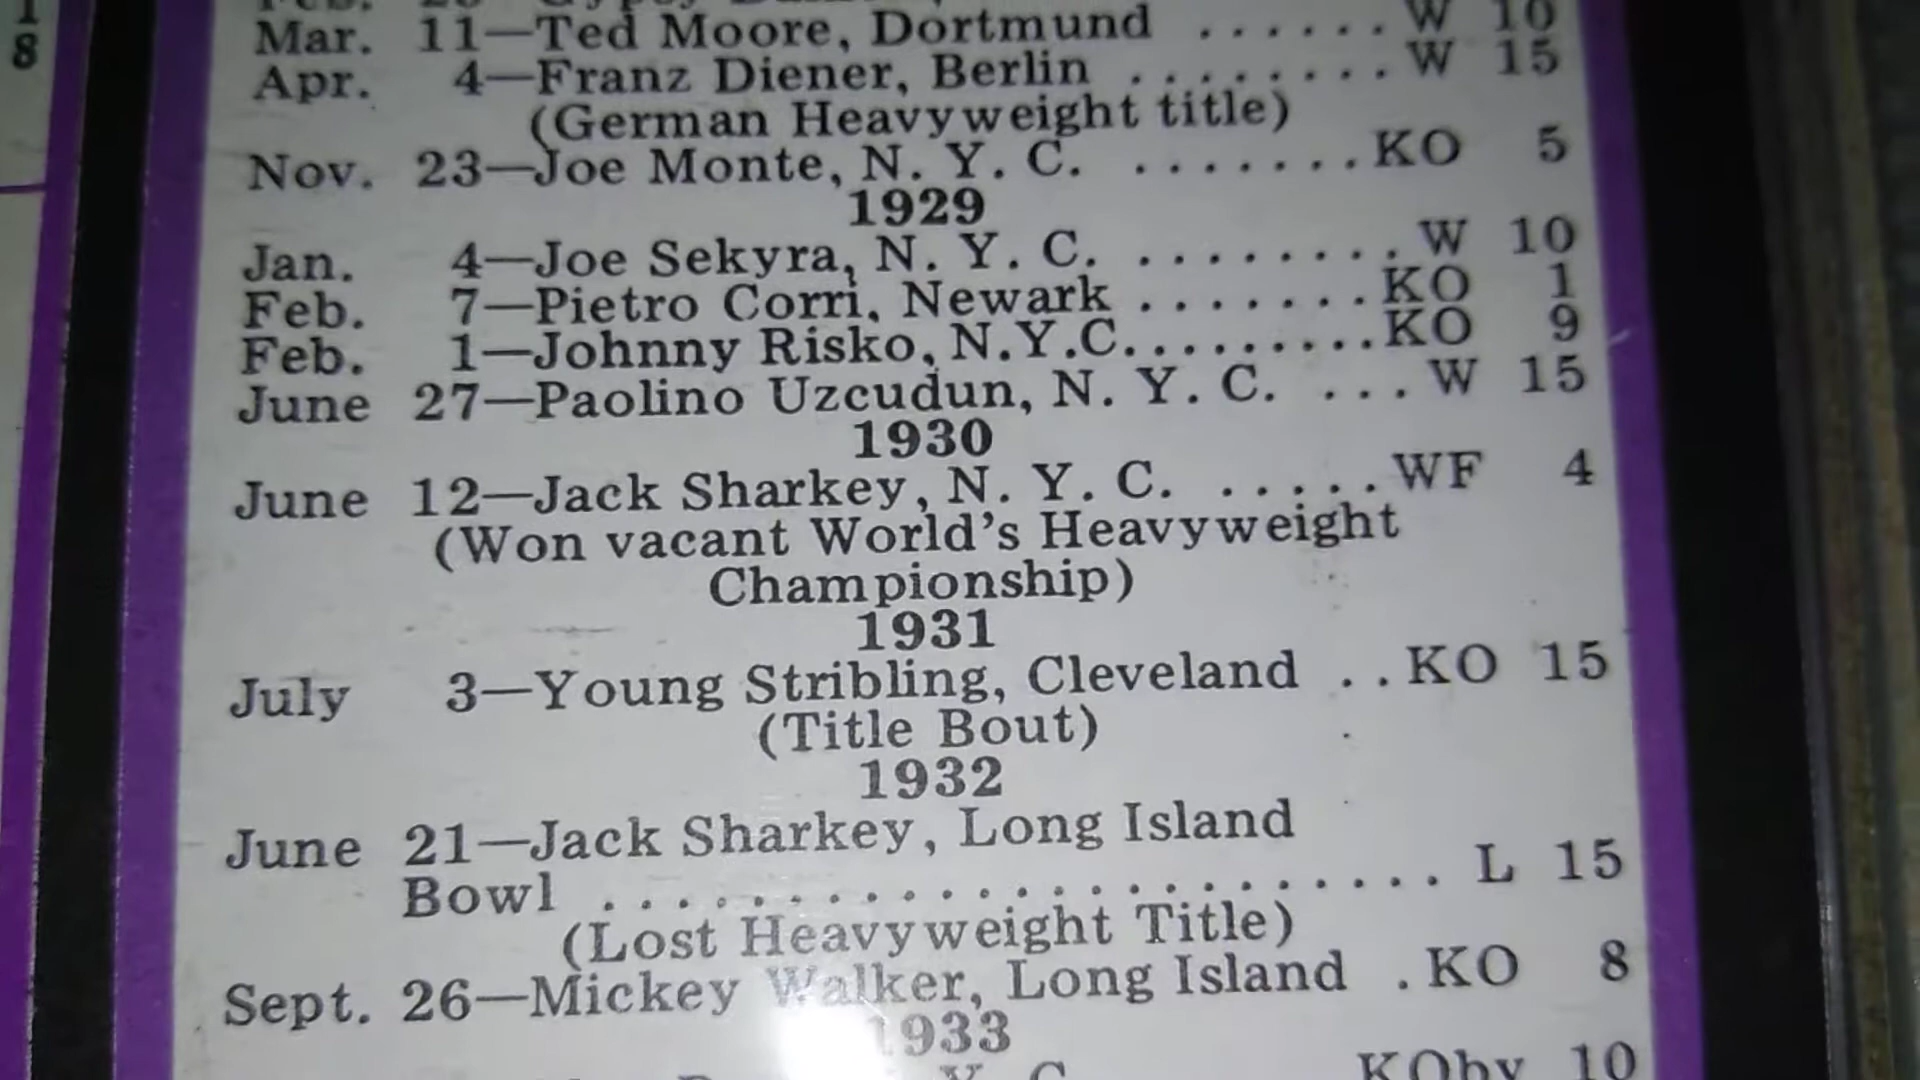 1
8
Mar. 11—Ted Moore, Dortmund ...... W 10
Apr. 4—Franz Diener, Berlin ........ W 15
(German Heavyweight title)
Nov. 23—Joe Monte, N. Y. C. ....... KO 5
1929
Jan. 4—Joe Sekyra, N. Y. C. ......... W 10
Feb. 7—Pietro Corri, Newark ....... KO 1
Feb. 1—Johnny Risko, N.Y.C. ........ KO 9
June 27—Paolino Uzcudun, N. Y. C. ... W 15
1930
June 12—Jack Sharkey, N. Y. C. ..... WF 4
(Won vacant World's Heavyweight
Championship)
1931
July 3—Young Stribling, Cleveland .. KO 15
(Title Bout)
1932
June 21—Jack Sharkey, Long Island
Bowl ...................... L 15
(Lost Heavyweight Title)
Sept. 26—Mickey Walker, Long Island . KO 8
1933
KOby 10